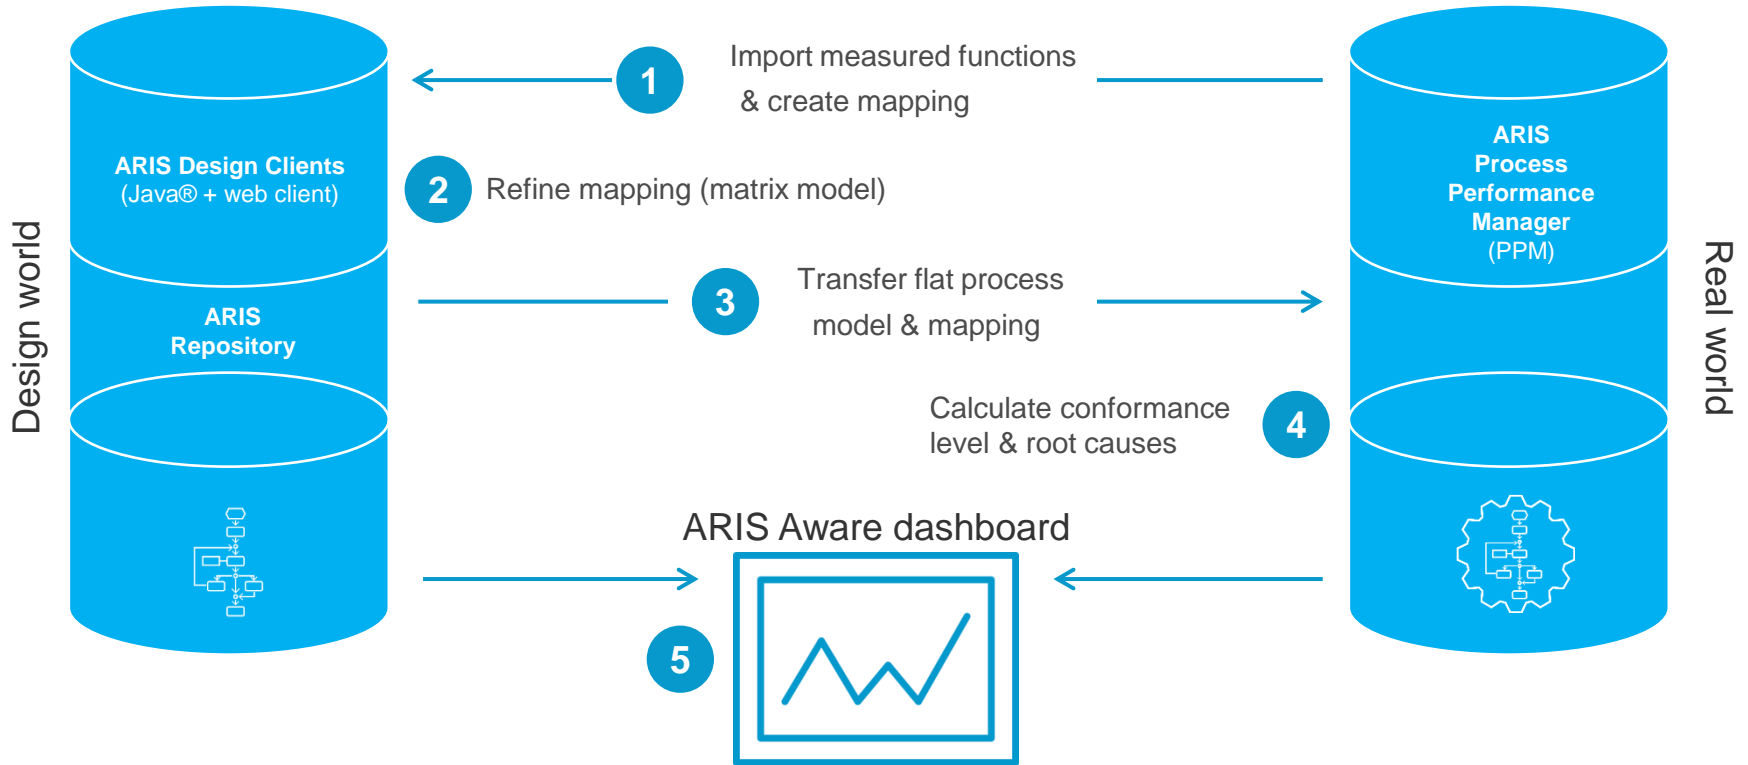 Design world
ARIS Design Clients
(Java® + web client)
ARIS
Repository
1
Import measured functions
& create mapping
2
Refine mapping (matrix model)
3
Transfer flat process
model & mapping
Calculate conformance
level & root causes
4
ARIS Aware dashboard
5
ARIS
Process
Performance
Manager
(PPM)
Real world